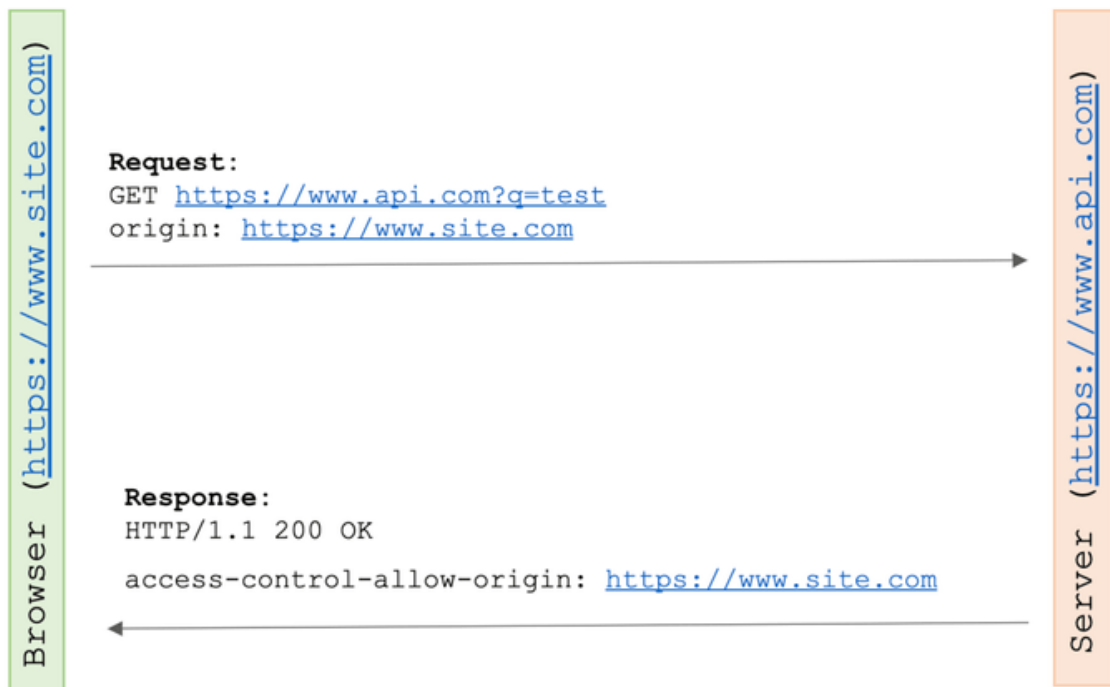 Browser (https://www.site.com)
Request:
GET https://www.api.com?q=test
origin: https://www.site.com
Response:
HTTP/1.1 200 OK
access-control-allow-origin: https://www.site.com
Server (https://www.api.com)